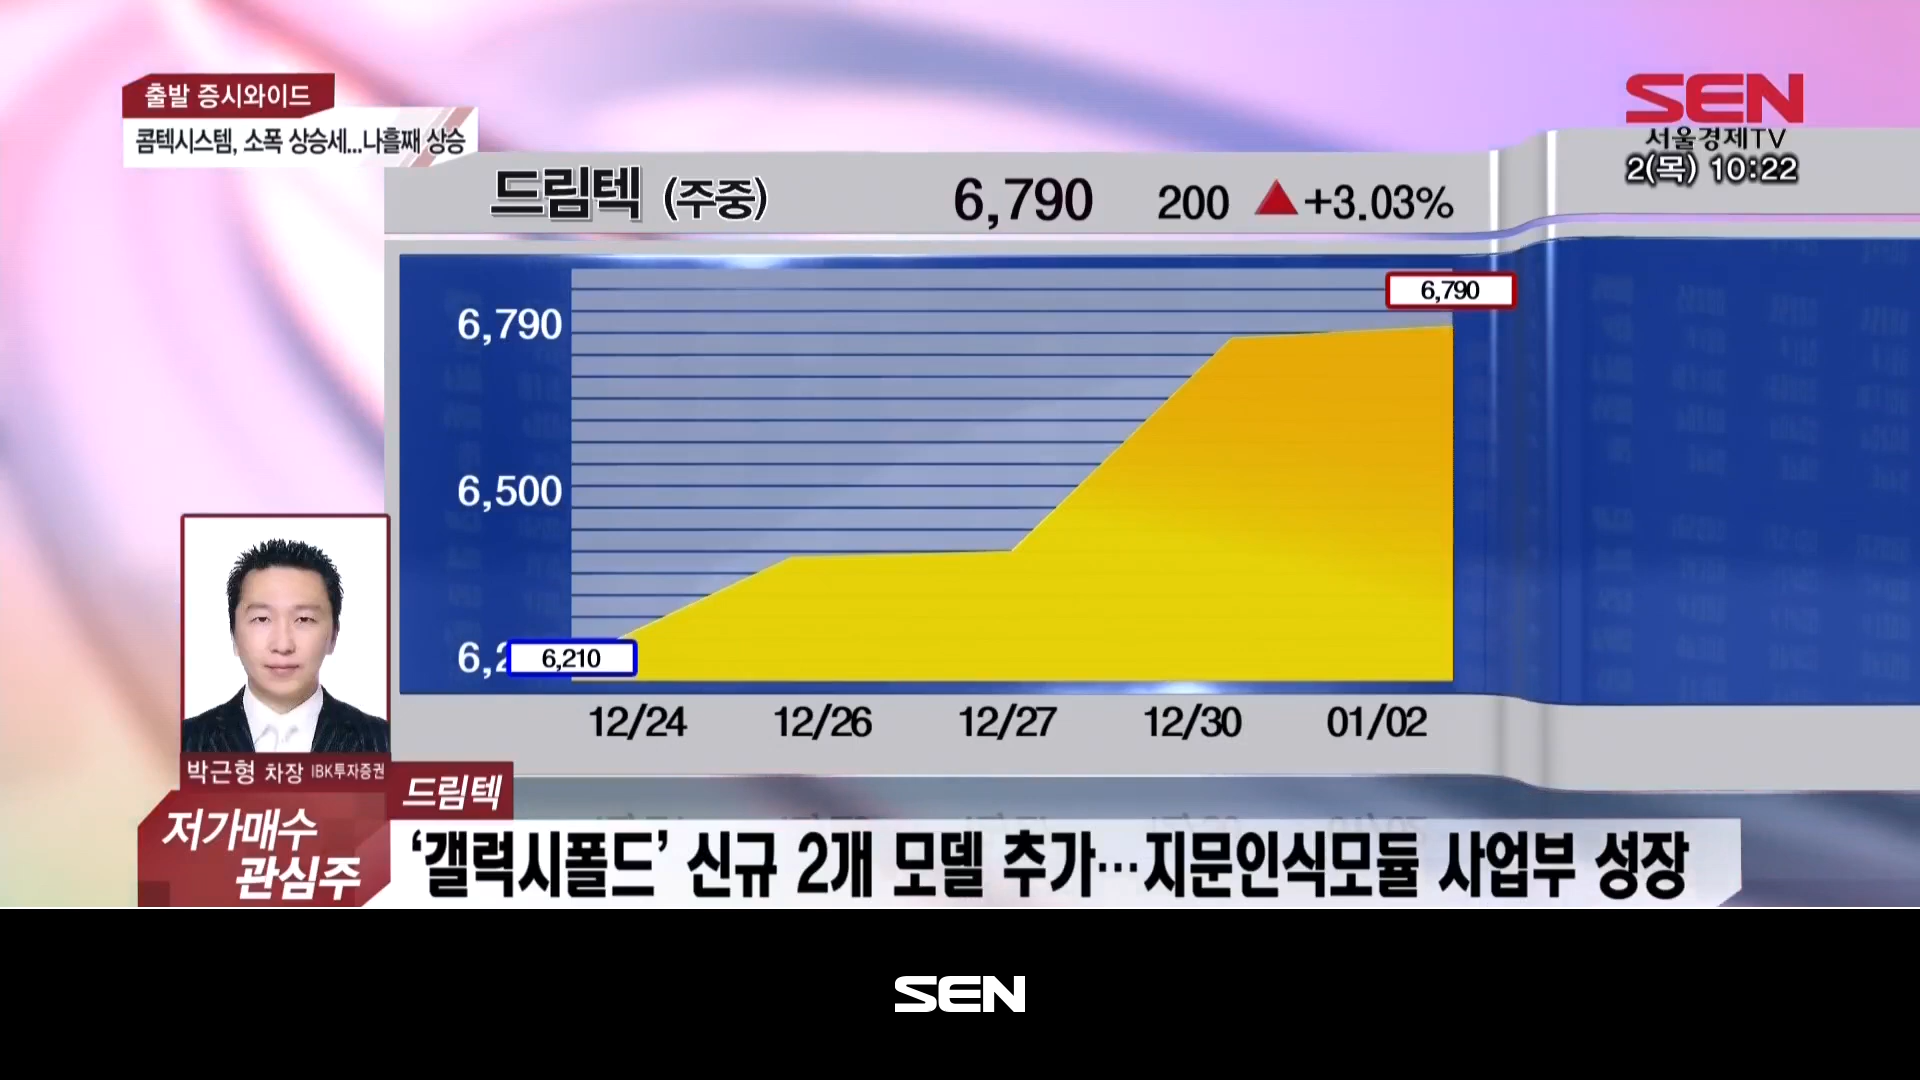 출발 증시와이드
콤텍시스템, 소폭 상승세...나흘째 상승
SEN
서울경제TV
2(목) 10:22
드림텍 (주중) 6,790 200 ▲+3.03%
6,790
6,790
6,500
6,210
12/24 12/26 12/27 12/30 01/02
박근형 차장 IBK투자증권
드림텍
저가매수
관심주
‘갤럭시폴드’ 신규 2개 모델 추가…지문인식모듈 사업부 성장
SEN